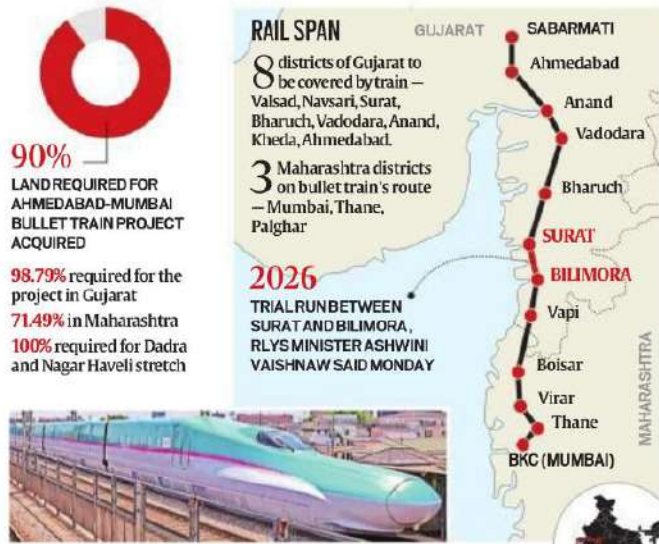 90%
LAND REQUIRED FOR
AHMEDABAD-MUMBAI
BULLET TRAIN PROJECT
ACQUIRED
98.79% required for the
project in Gujarat
71.49% in Maharashtra
100% required for Dadra
and Nagar Haveli stretch
RAIL SPAN
8 districts of Gujarat to
be covered by train —
Valsad, Navsari, Surat,
Bharuch, Vadodara, Anand,
Kheda, Ahmedabad.
3 Maharashtra districts
on bullet train's route
— Mumbai, Thane,
Palghar
2026
TRIAL RUN BETWEEN
SURAT AND BILIMORA,
RLYS MINISTER ASHWINI
VAISHNAW SAID MONDAY
GUJARAT
SABARMATI
Ahmedabad
Anand
Vadodara
Bharuch
SURAT
BILIMORA
Vapi
Boisar
Virar
Thane
BKC (MUMBAI)
MAHARASHTRA